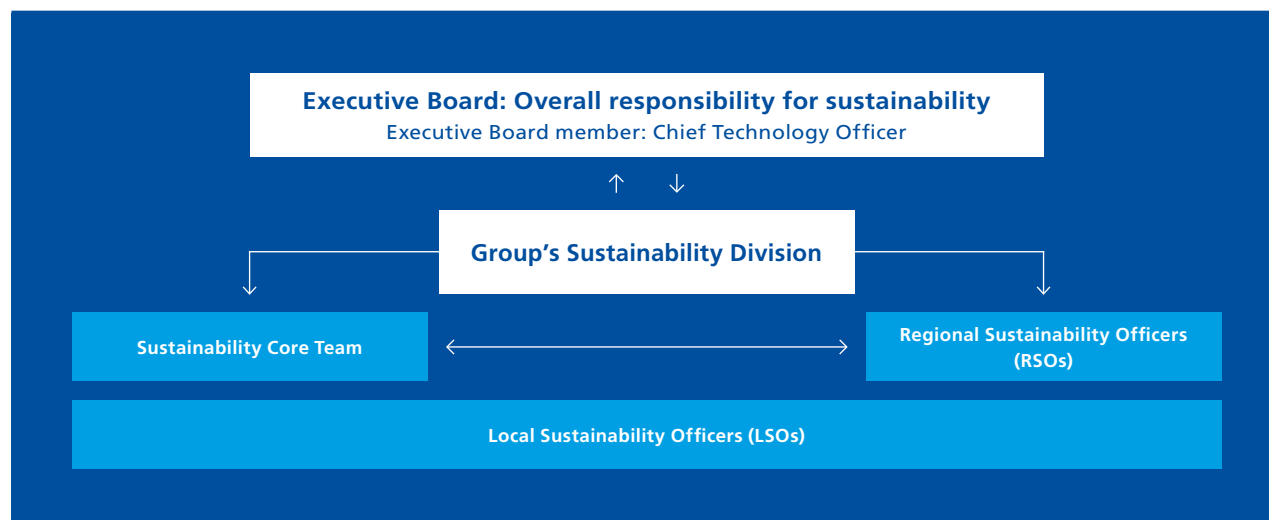 Executive Board: Overall responsibility for sustainability
Executive Board member: Chief Technology Officer
Group's Sustainability Division
Sustainability Core Team
Regional Sustainability Officers
(RSOs)
Local Sustainability Officers (LSOs)